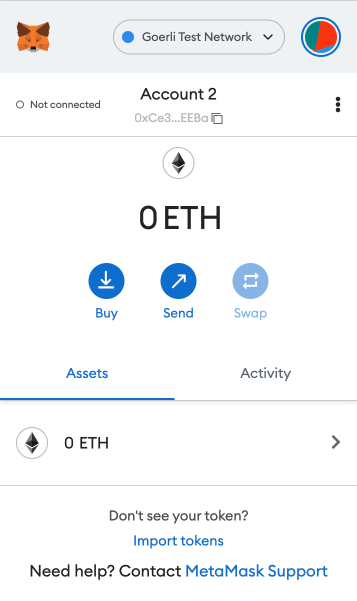 Goerli Test Network
Not connected
Account 2
0xCe3...EEBa
0 ETH
Buy
Send
Swap
Assets
Activity
0 ETH
Don't see your token?
Import tokens
Need help? Contact MetaMask Support